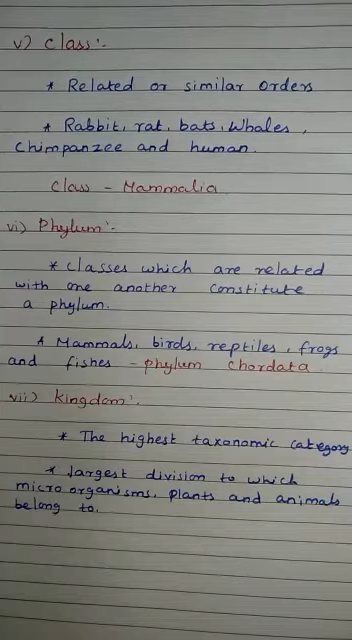 v) Class :-
* Related or similar orders
* Rabbit, rat, bats, Whales,
Chimpanzee and human.
Class - Mammalia
vi) Phylum :-
* Classes which are related
with one another constitute
a phylum.
* Mammals, birds, reptiles, frogs
and fishes - phylum chordata.
vii) Kingdom :-
* The highest taxonomic category
* largest division to which
micro organisms, plants and animals
belong to.